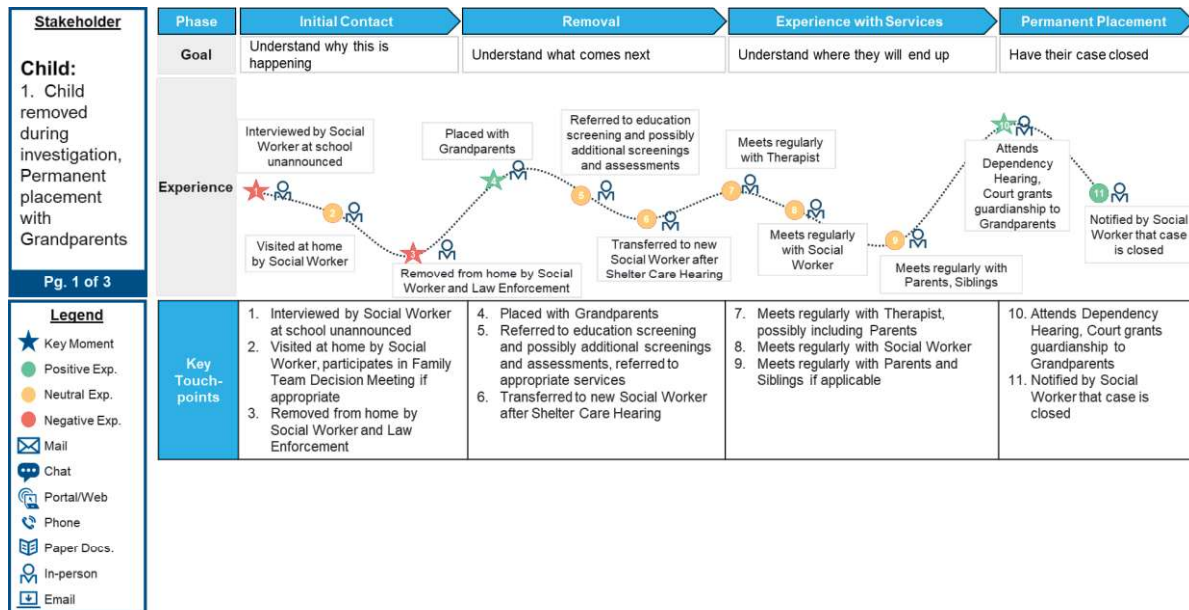 Stakeholder
Child:
1. Child
removed
during
investigation,
Permanent
placement
with
Grandparents
Pg. 1 of 3
Legend
Key Moment
Positive Exp.
Neutral Exp.
Negative Exp.
Mail
Chat
Portal/Web
Phone
Paper Docs.
In-person
Email
Phase
Initial Contact
Removal
Experience with Services
Permanent Placement
Goal
Understand why this is
happening
Understand what comes next
Understand where they will end up
Have their case closed
Experience
Interviewed by Social
Worker at school
unannounced
1
2
Visited at home
by Social Worker
3
Removed from home by Social
Worker and Law Enforcement
Placed with
Grandparents
4
Referred to education
screening and possibly
additional screenings
and assessments
5
6
Transferred to new
Social Worker after
Shelter Care Hearing
Meets regularly
with Therapist
7
8
Meets regularly
with Social
Worker
9
Meets regularly with
Parents, Siblings
10
Attends
Dependency
Hearing,
Court grants
guardianship to
Grandparents
11
Notified by Social
Worker that case
is closed
Key
Touch-
points
1. Interviewed by Social Worker
at school unannounced
2. Visited at home by Social
Worker, participates in Family
Team Decision Meeting if
appropriate
3. Removed from home by
Social Worker and Law
Enforcement
4. Placed with Grandparents
5. Referred to education screening
and possibly additional screenings
and assessments, referred to
appropriate services
6. Transferred to new Social Worker
after Shelter Care Hearing
7. Meets regularly with Therapist,
possibly including Parents
8. Meets regularly with Social Worker
9. Meets regularly with Parents and
Siblings if applicable
10. Attends Dependency
Hearing, Court grants
guardianship to
Grandparents
11. Notified by Social
Worker that case is
closed